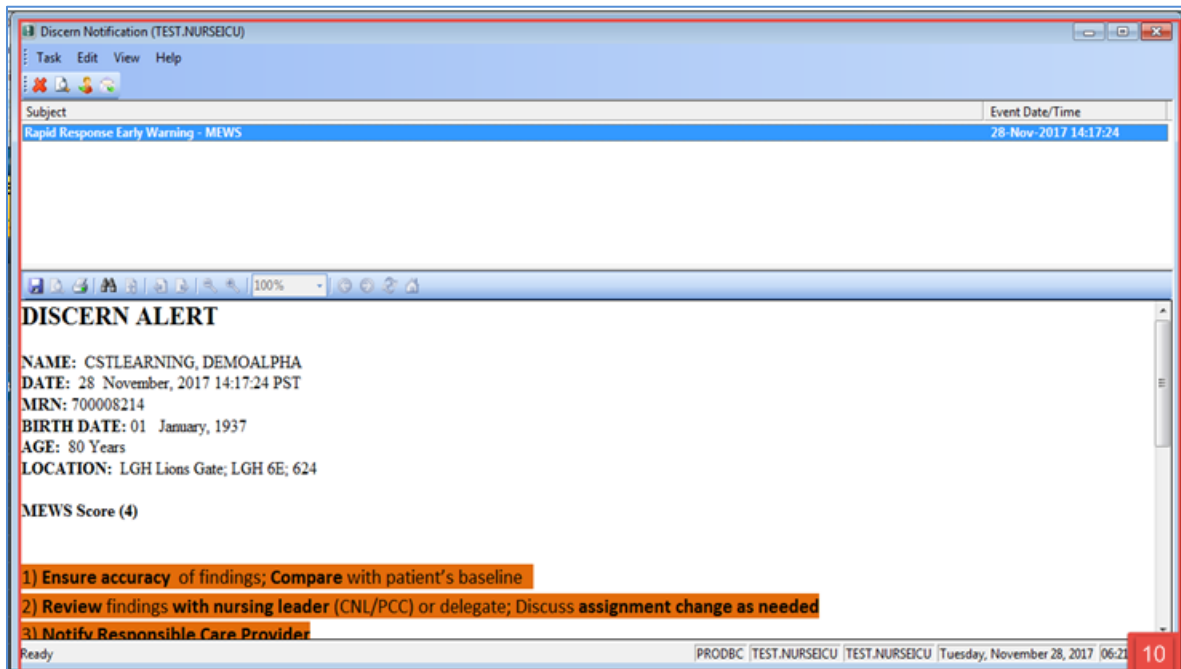 Discern Notification (TEST.NURSEICU)
Task Edit View Help
Subject Event Date/Time
Rapid Response Early Warning - MEWS 28-Nov-2017 14:17:24
100%
DISCERN ALERT
NAME: CSTLEARNING, DEMOALPHA
DATE: 28 November, 2017 14:17:24 PST
MRN: 700008214
BIRTH DATE: 01 January, 1937
AGE: 80 Years
LOCATION: LGH Lions Gate; LGH 6E; 624
MEWS Score (4)
1) Ensure accuracy of findings; Compare with patient's baseline
2) Review findings with nursing leader (CNL/PCC) or delegate; Discuss assignment change as needed
3) Notify Responsible Care Provider
Ready PRODBC TEST.NURSEICU TEST.NURSEICU Tuesday, November 28, 2017 06:21 10